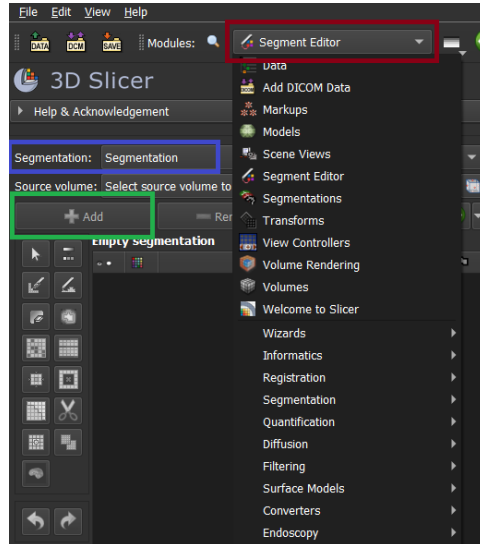 File Edit View Help
DATA DCM SAVE Modules: Segment Editor
3D Slicer
Help & Acknowledgement
Segmentation: Segmentation
Source volume: Select source volume to
Add Ren
Empty segmentation
Data
Add DICOM Data
Markups
Models
Scene Views
Segment Editor
Segmentations
Transforms
View Controllers
Volume Rendering
Volumes
Welcome to Slicer
Wizards
Informatics
Registration
Segmentation
Quantification
Diffusion
Filtering
Surface Models
Converters
Endoscopy